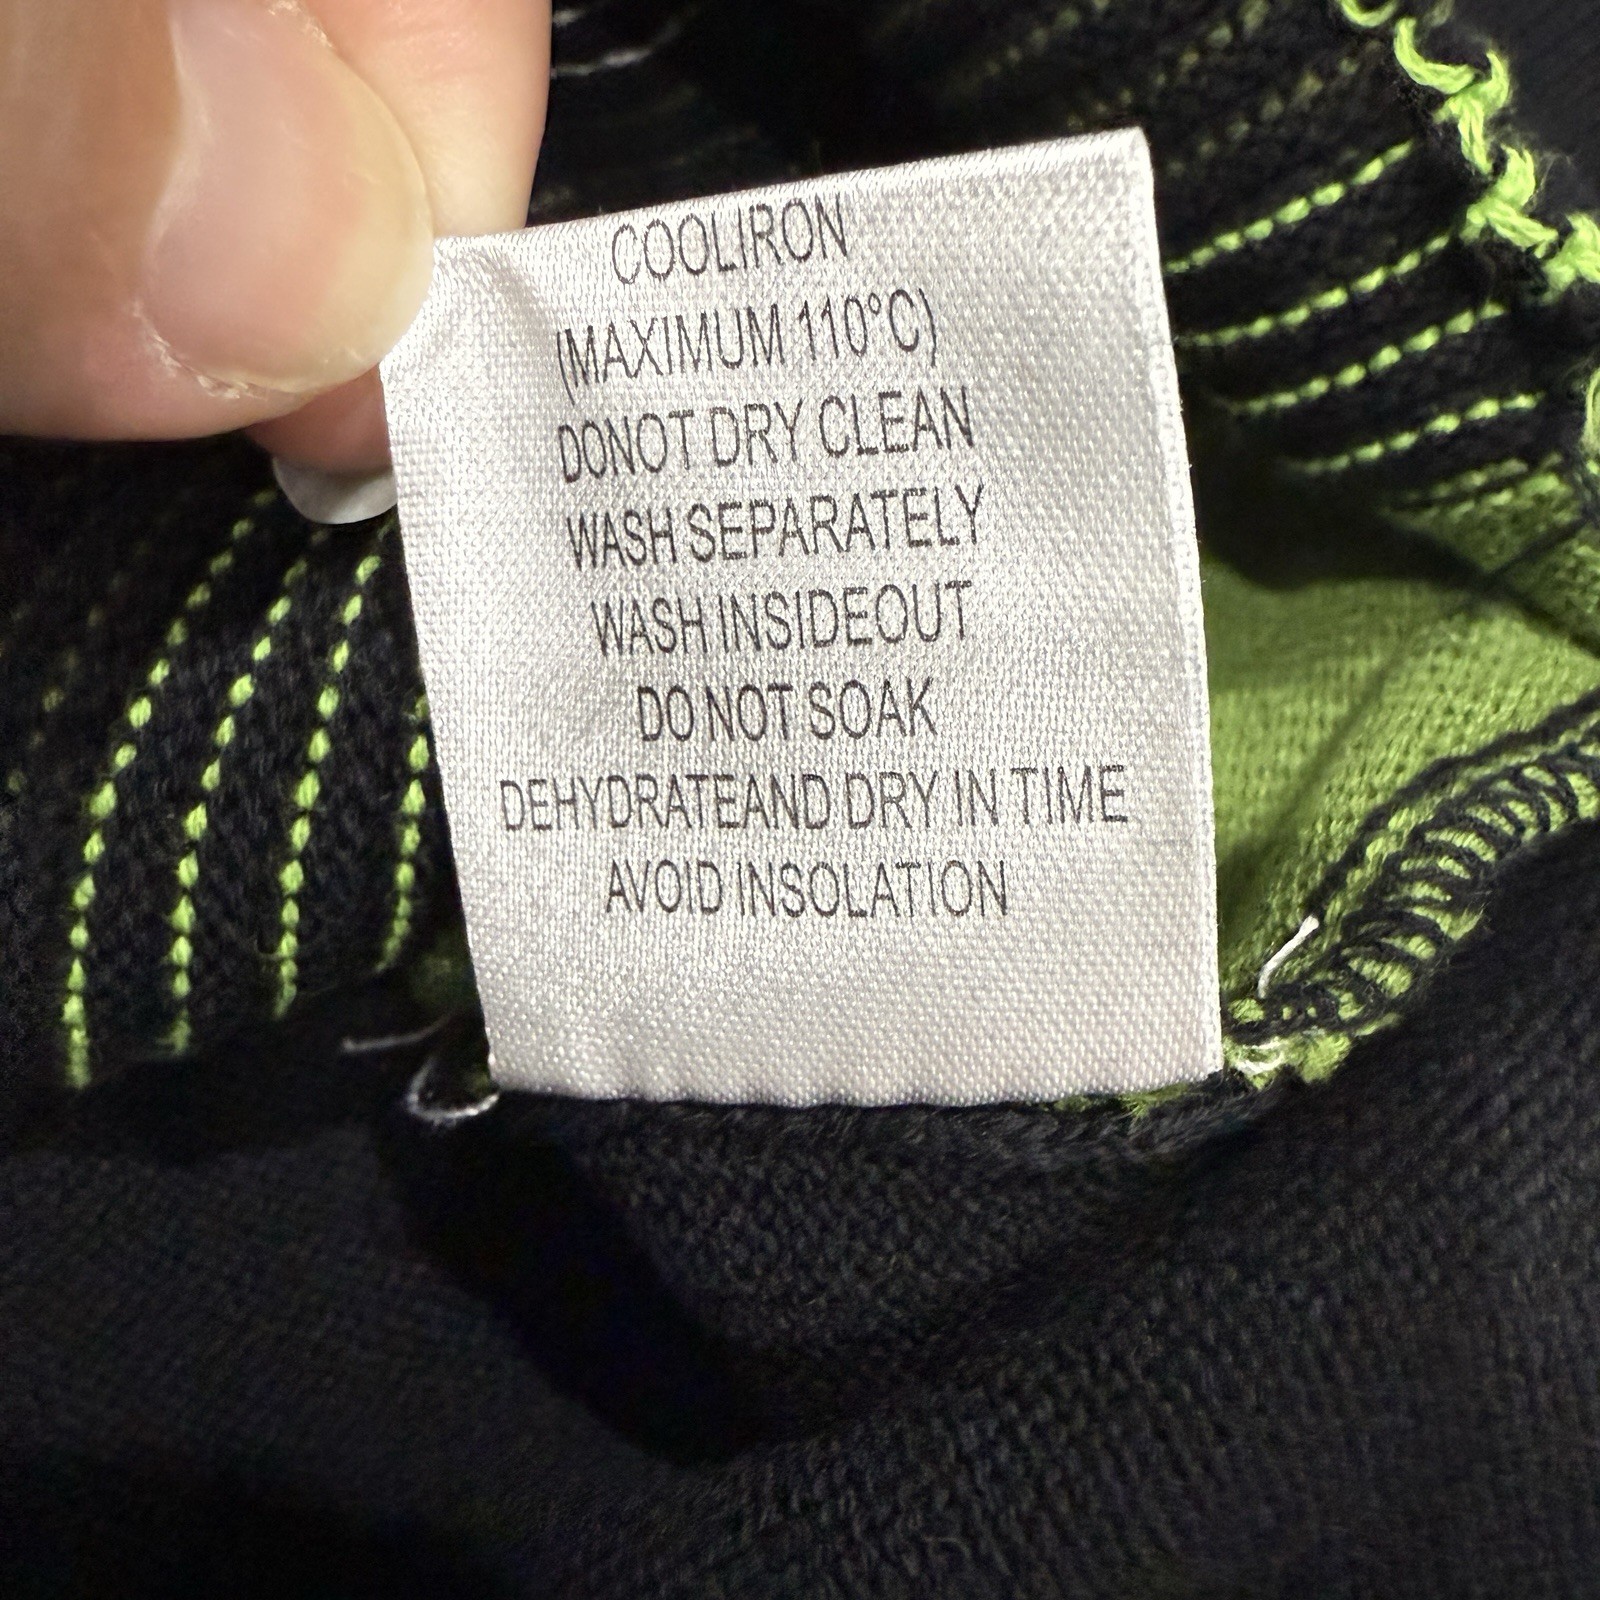 COOLIRON
(MAXIMUM 110°C)
DONOT DRY CLEAN
WASH SEPARATELY
WASH INSIDEOUT
DO NOT SOAK
DEHYDRATEAND DRY IN TIME
AVOID INSOLATION